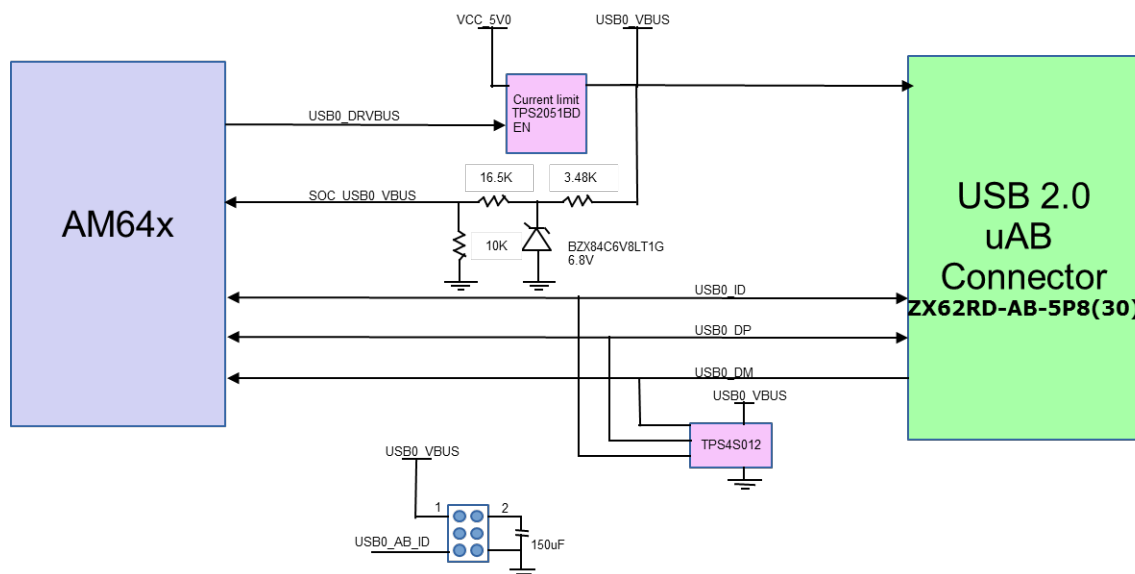 VCC_5V0
USB0_VBUS
Current limit
TPS2051BD
EN
USB0_DRVBUS
16.5K
3.48K
SOC_USB0_VBUS
AM64x
10K
BZX84C6V8LT1G
6.8V
USB 2.0
uAB
Connector
ZX62RD-AB-5P8(30)
USB0_ID
USB0_DP
USB0_DM
USB0_VBUS
TPS4S012
USB0_VBUS
1
2
150uF
USB0_AB_ID